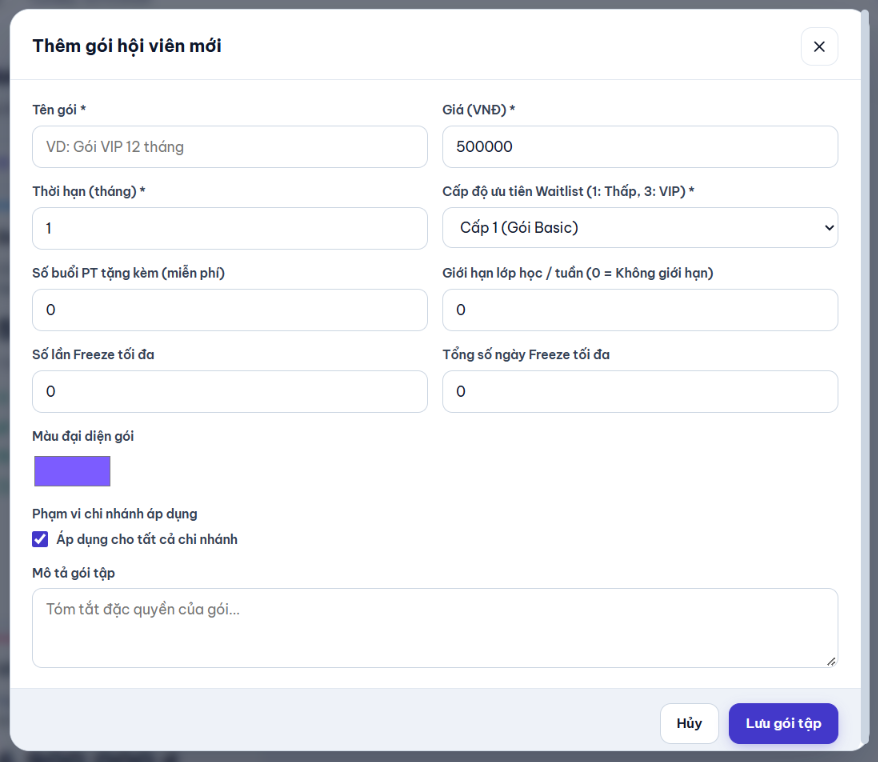 Thêm gói hội viên mới
Tên gói *
Giá (VNĐ) *
VD: Gói VIP 12 tháng
500000
Thời hạn (tháng) *
Cấp độ ưu tiên Waitlist (1: Thấp, 3: VIP) *
1
Cấp 1 (Gói Basic)
Số buổi PT tặng kèm (miễn phí)
Giới hạn lớp học / tuần (0 = Không giới hạn)
0
0
Số lần Freeze tối đa
Tổng số ngày Freeze tối đa
0
0
Màu đại diện gói
Phạm vi chi nhánh áp dụng
Áp dụng cho tất cả chi nhánh
Mô tả gói tập
Tóm tắt đặc quyền của gói...
Hủy
Lưu gói tập